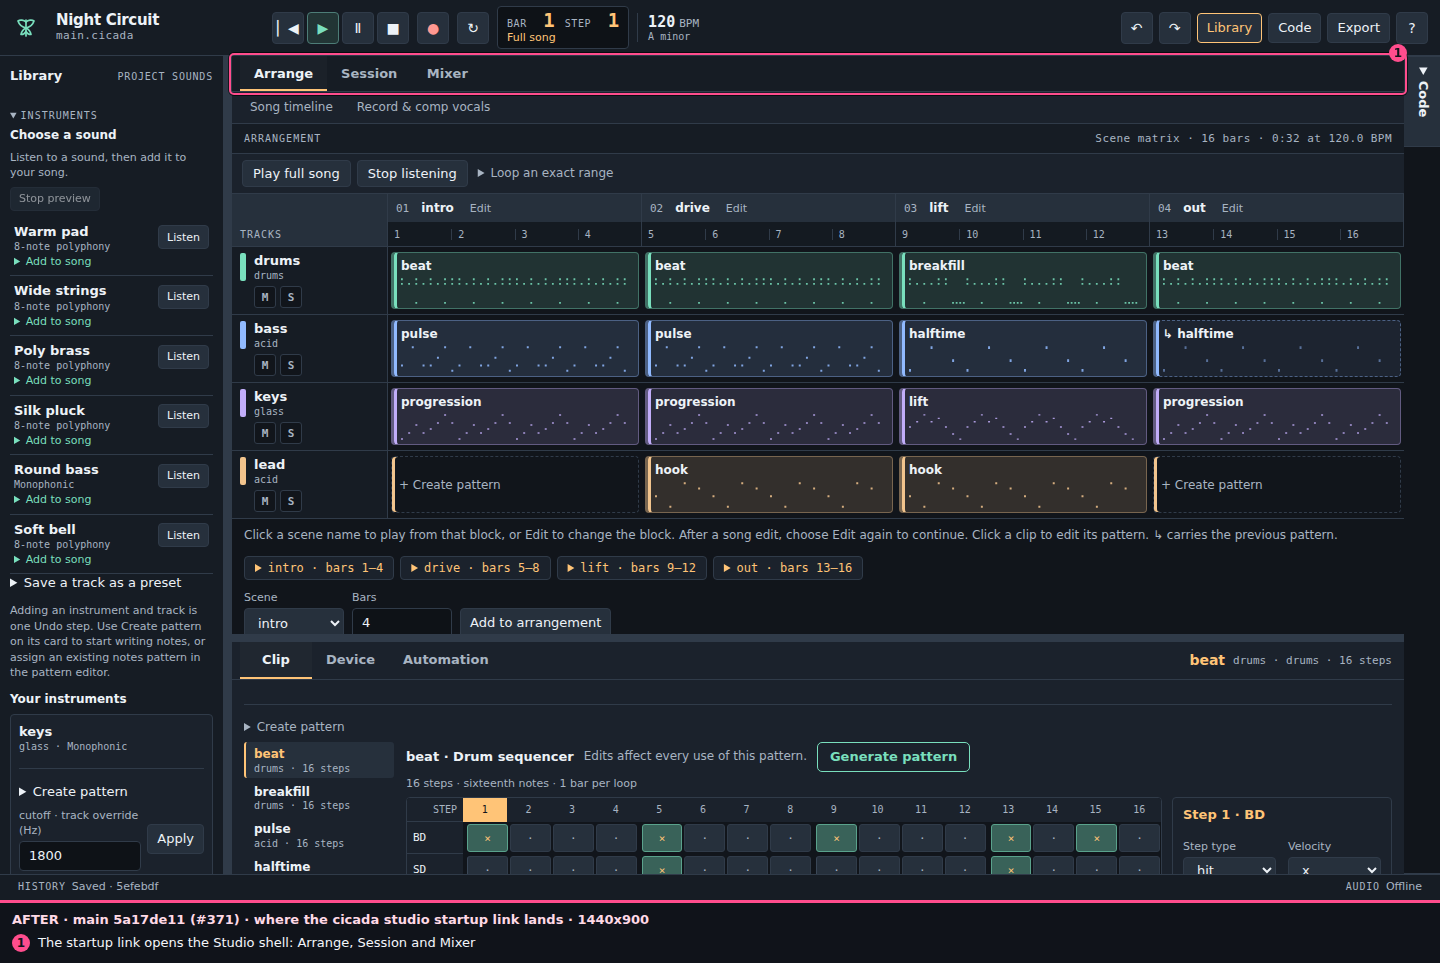 Night Circuit
main.cicada
BAR 1 STEP 1
Full song
120 BPM
A minor
Library
Code
Export
?
1
Library
PROJECT SOUNDS
INSTRUMENTS
Choose a sound
Listen to a sound, then add it to
your song.
Stop preview
Warm pad
8-note polyphony
Add to song
Listen
Wide strings
8-note polyphony
Add to song
Listen
Poly brass
8-note polyphony
Add to song
Listen
Silk pluck
8-note polyphony
Add to song
Listen
Round bass
Monophonic
Add to song
Listen
Soft bell
8-note polyphony
Add to song
Listen
Save a track as a preset
Adding an instrument and track is
one Undo step. Use Create pattern
on its card to start writing notes, or
assign an existing notes pattern in
the pattern editor.
Your instruments
keys
glass · Monophonic
Create pattern
cutoff · track override
(Hz)
1800
Apply
Arrange
Session
Mixer
Song timeline
Record & comp vocals
ARRANGEMENT
Scene matrix · 16 bars · 0:32 at 120.0 BPM
Play full song
Stop listening
Loop an exact range
01 intro Edit
02 drive Edit
03 lift Edit
04 out Edit
TRACKS
1 2 3 4 5 6 7 8 9 10 11 12 13 14 15 16
drums
drums
M S
beat
beat
breakfill
beat
bass
acid
M S
pulse
pulse
halftime
↳ halftime
keys
glass
M S
progression
progression
lift
progression
lead
acid
M S
+ Create pattern
hook
hook
+ Create pattern
Click a scene name to play from that block, or Edit to change the block. After a song edit, choose Edit again to continue. Click a clip to edit its pattern. ↳ carries the previous pattern.
intro · bars 1–4
drive · bars 5–8
lift · bars 9–12
out · bars 13–16
Scene
Bars
intro
4
Add to arrangement
Code
Clip
Device
Automation
beat drums · drums · 16 steps
Create pattern
beat
drums · 16 steps
breakfill
drums · 16 steps
pulse
acid · 16 steps
halftime
beat · Drum sequencer
Edits affect every use of this pattern.
Generate pattern
16 steps · sixteenth notes · 1 bar per loop
STEP 1 2 3 4 5 6 7 8 9 10 11 12 13 14 15 16
BD × · · · × · · · × · · · × · × ·
SD · · · · × · · · · · · · × · · ·
Step 1 · BD
Step type
Velocity
hit
x
HISTORY Saved · 5efebdf
AUDIO Offline
AFTER · main 5a17de11 (#371) · where the cicada studio startup link lands · 1440x900
1 The startup link opens the Studio shell: Arrange, Session and Mixer